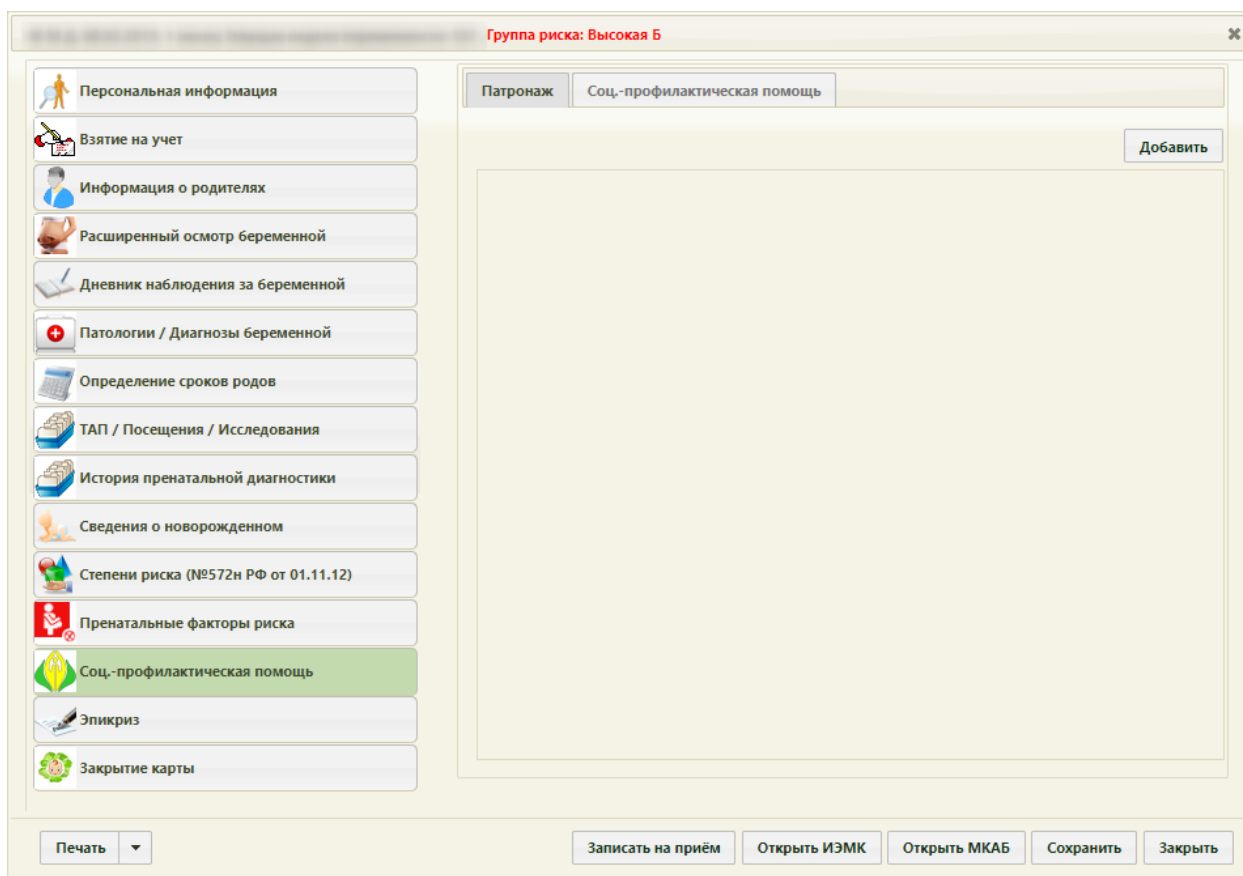 Группа риска: Высокая Б
Персональная информация
Взятие на учет
Информация о родителях
Расширенный осмотр беременной
Дневник наблюдения за беременной
Патологии / Диагнозы беременной
Определение сроков родов
ТАП / Посещения / Исследования
История пренатальной диагностики
Сведения о новорожденном
Степени риска (№572н РФ от 01.11.12)
Пренатальные факторы риска
Соц.-профилактическая помощь
Эпикриз
Закрытие карты
Патронаж Соц.-профилактическая помощь
Добавить
Печать Записать на приём Открыть ИЭМК Открыть МКАБ Сохранить Закрыть